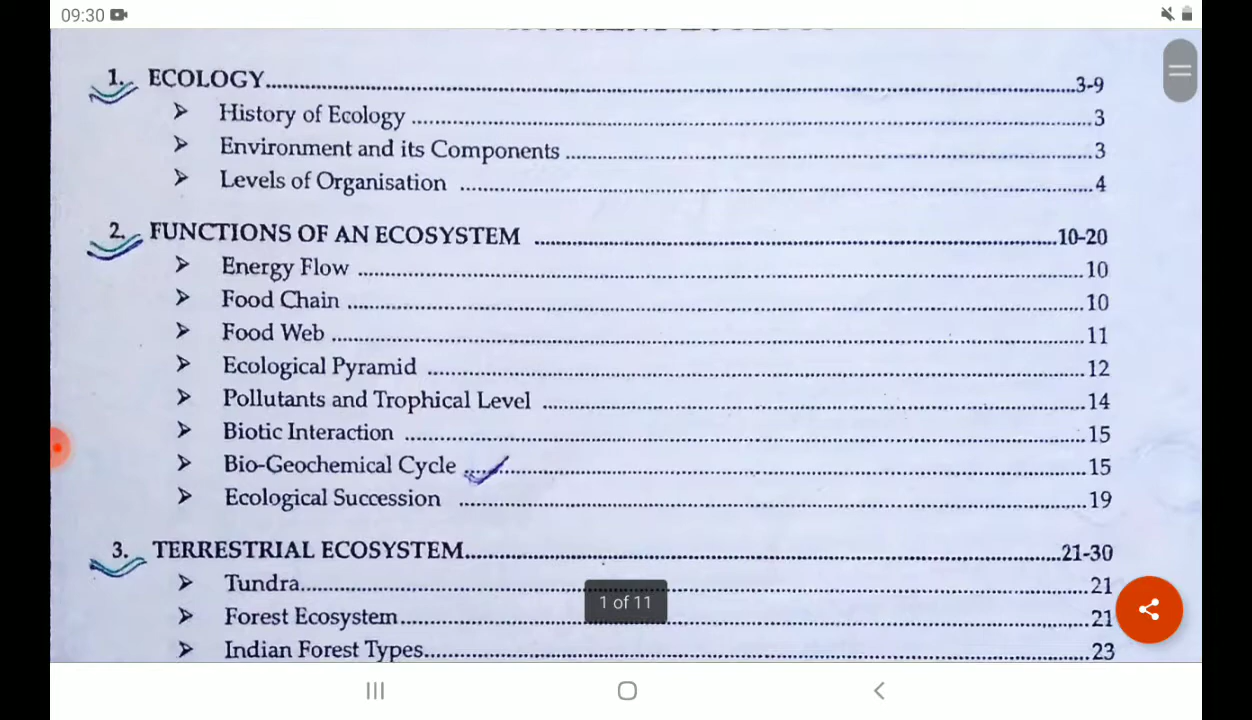 09:30
1. ECOLOGY 3-9
➤ History of Ecology 3
➤ Environment and its Components 3
➤ Levels of Organisation 4
2. FUNCTIONS OF AN ECOSYSTEM 10-20
➤ Energy Flow 10
➤ Food Chain 10
➤ Food Web 11
➤ Ecological Pyramid 12
➤ Pollutants and Trophical Level 14
➤ Biotic Interaction 15
➤ Bio-Geochemical Cycle 15
➤ Ecological Succession 19
3. TERRESTRIAL ECOSYSTEM 21-30
➤ Tundra 21
➤ Forest Ecosystem 21
➤ Indian Forest Types 23
1 of 11